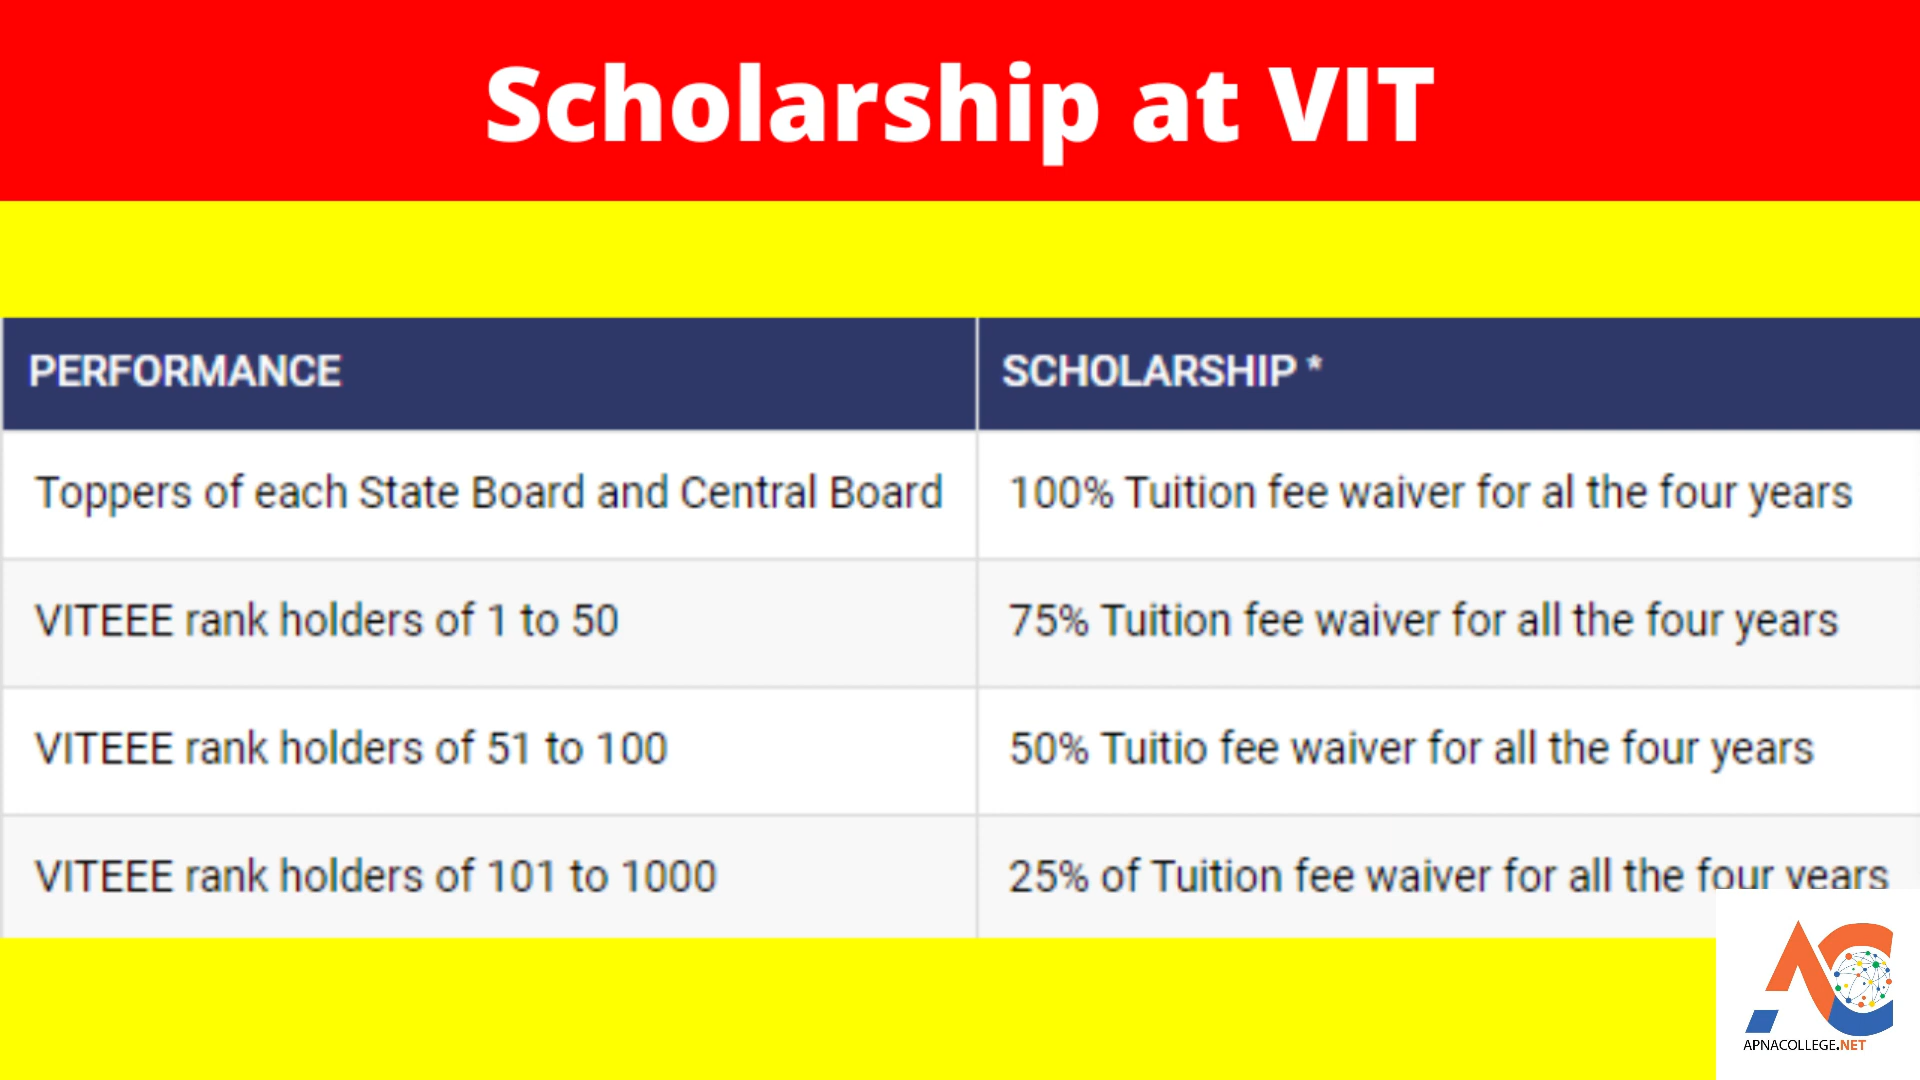 Scholarship at VIT
PERFORMANCE
SCHOLARSHIP *
Toppers of each State Board and Central Board
100% Tuition fee waiver for al the four years
VITEEE rank holders of 1 to 50
75% Tuition fee waiver for all the four years
VITEEE rank holders of 51 to 100
50% Tuitio fee waiver for all the four years
VITEEE rank holders of 101 to 1000
25% of Tuition fee waiver for all the four years
AC
APNACOLLEGE.NET